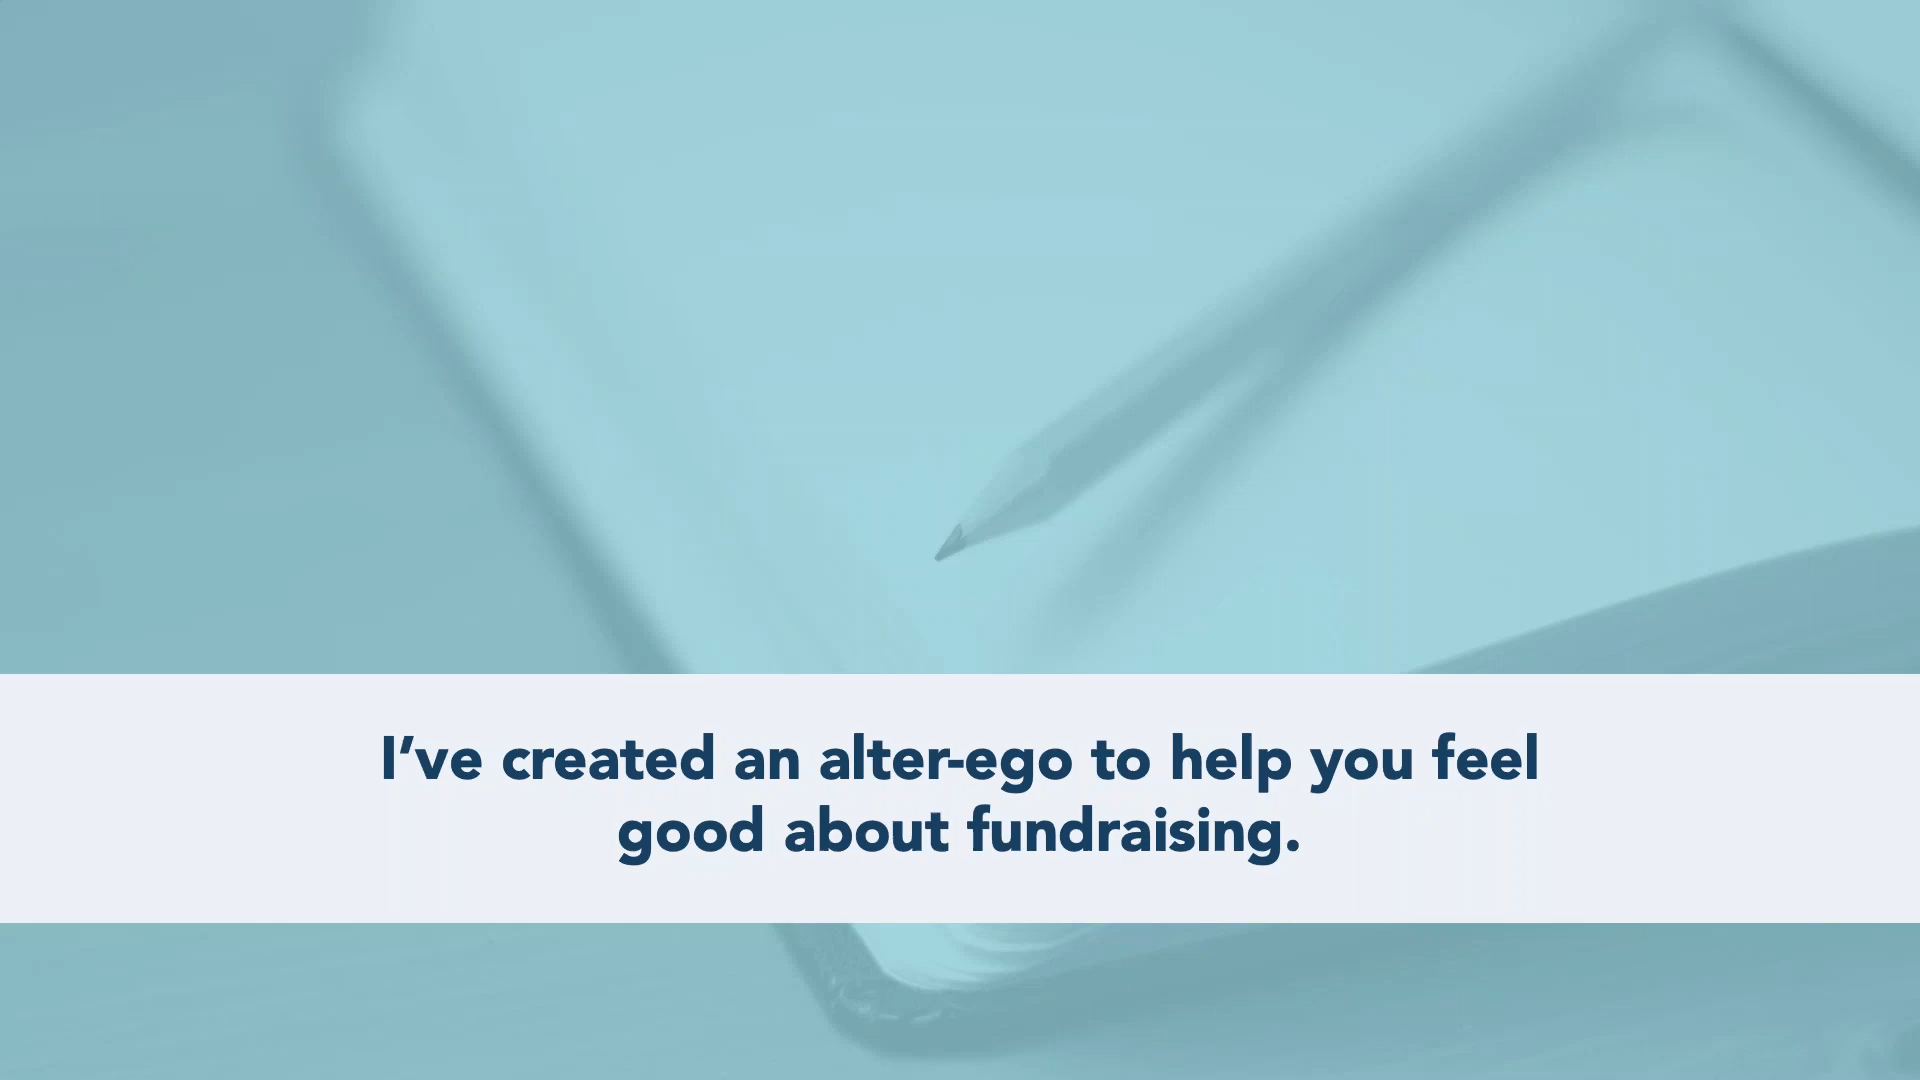 I’ve created an alter-ego to help you feel
good about fundraising.